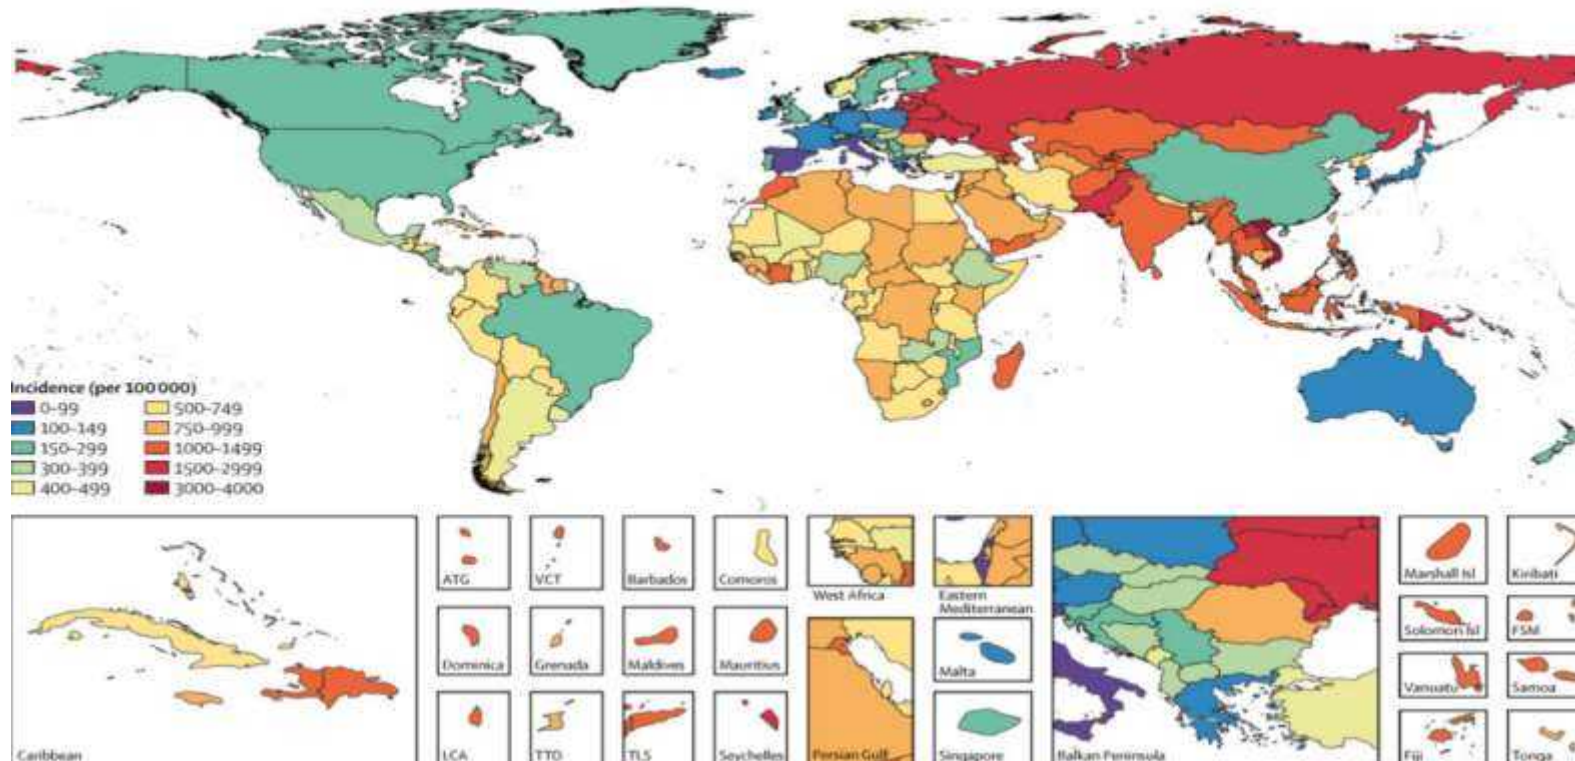 Incidence (per 100 000)
0-99
100-149
150-299
300-399
400-499
500-749
750-999
1000-1499
1500-2999
3000-4000
Caribbean
ATG
VCT
Barbados
Comoros
Dominica
Grenada
Maldives
Mauritius
LCA
TTO
TLS
Seychelles
West Africa
Eastern
Mediterranean
Persian Gulf
Malta
Singapore
Balkan Peninsula
Marshall Isl
Kiribati
Solomon Isl
FSM
Vanuatu
Samoa
Fiji
Tonga